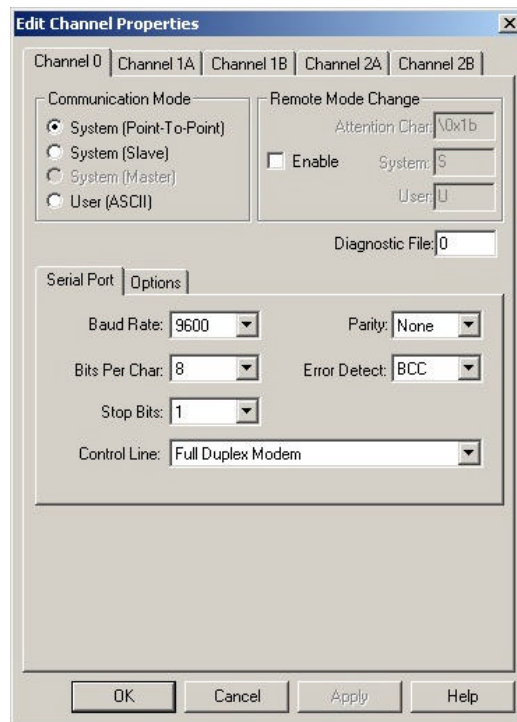 Edit Channel Properties
Channel 0 Channel 1A Channel 1B Channel 2A Channel 2B
Communication Mode
System (Point-To-Point)
System (Slave)
System (Master)
User (ASCII)
Remote Mode Change
Attention Char: \0x1b
Enable System: S
User: U
Diagnostic File: 0
Serial Port Options
Baud Rate: 9600 Parity: None
Bits Per Char: 8 Error Detect: BCC
Stop Bits: 1
Control Line: Full Duplex Modem
OK Cancel Apply Help